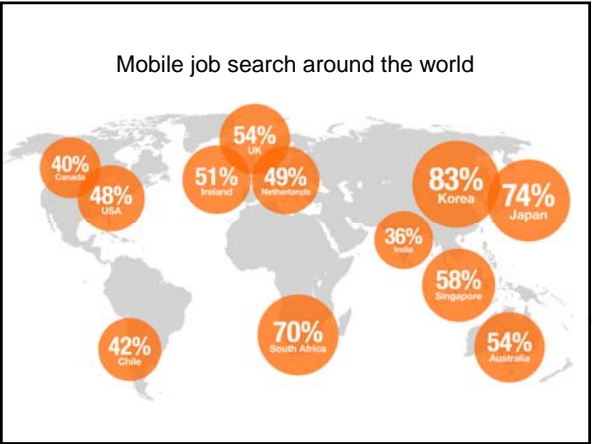 Mobile job search around the world
54%
UK
40%
Canada
51%
Ireland
49%
Netherlands
83%
Korea
74%
Japan
48%
USA
36%
India
58%
Singapore
70%
South Africa
42%
Chile
54%
Australia